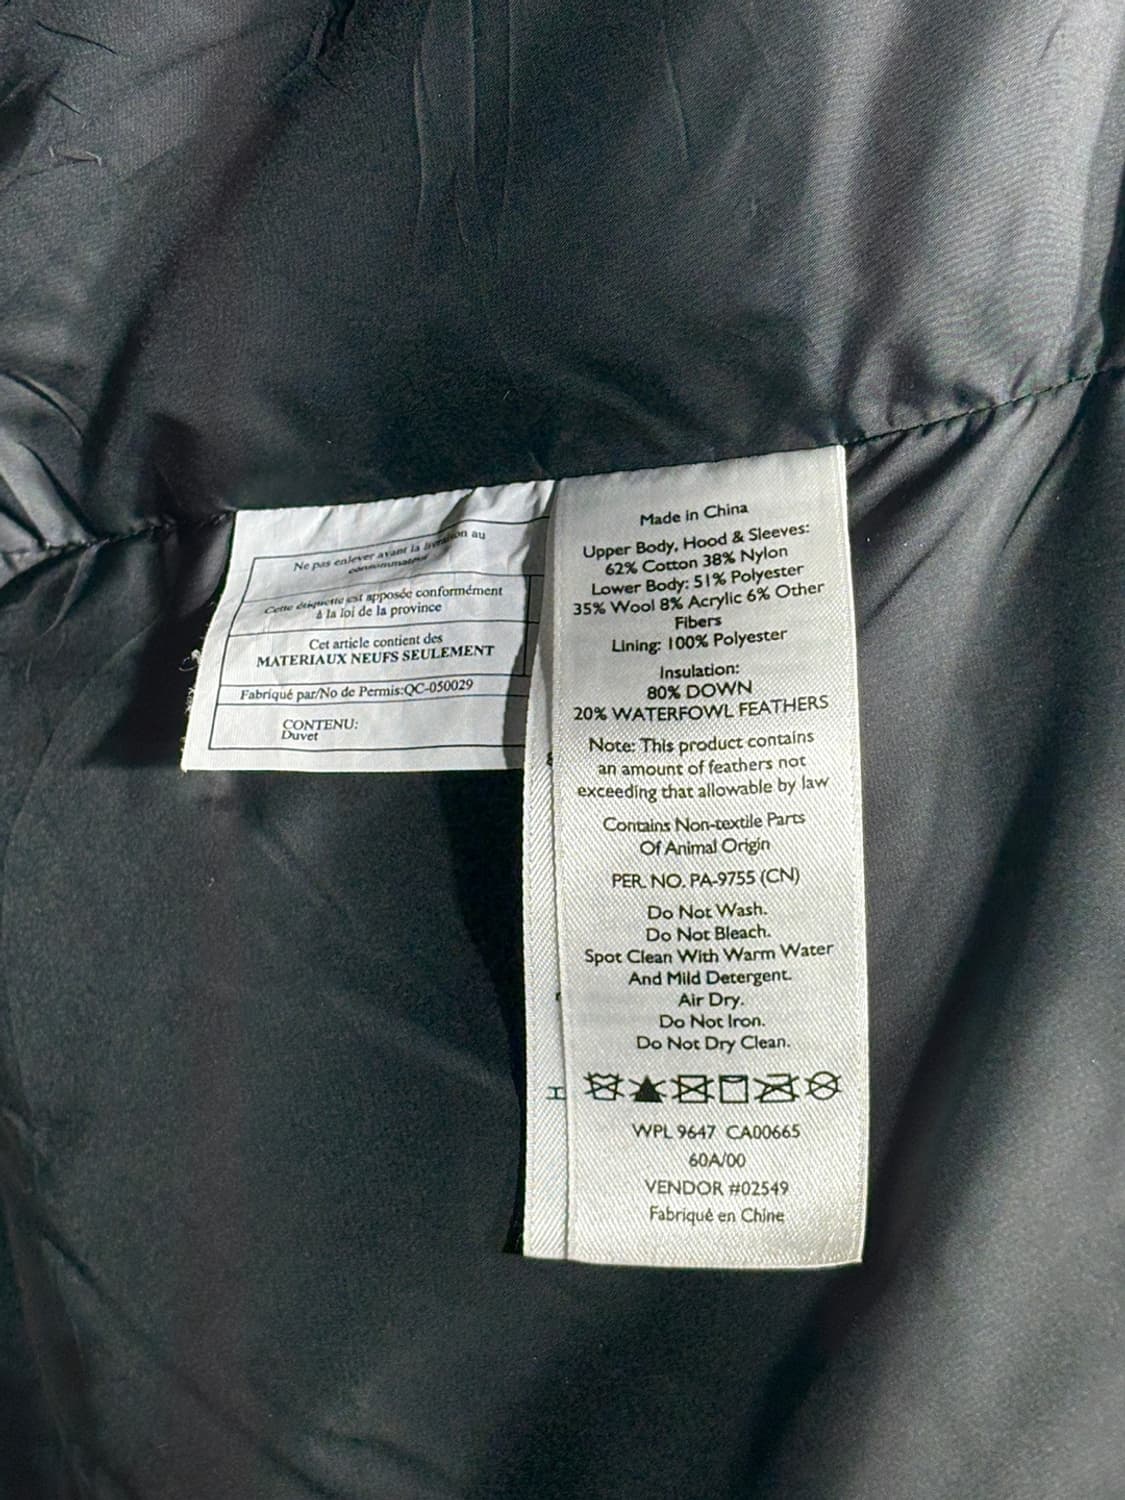 Ne pas enlever avant la livraison au
consommateur
Cette étiquette est apposée conformément
à la loi de la province
Cet article contient des
MATERIAUX NEUFS SEULEMENT
Fabriqué par/No de Permis:QC-050029
CONTENU:
Duvet
Made in China
Upper Body, Hood & Sleeves:
62% Cotton 38% Nylon
Lower Body: 51% Polyester
35% Wool 8% Acrylic 6% Other
Fibers
Lining: 100% Polyester
Insulation:
80% DOWN
20% WATERFOWL FEATHERS
Note: This product contains
an amount of feathers not
exceeding that allowable by law
Contains Non-textile Parts
Of Animal Origin
PER. NO. PA-9755 (CN)
Do Not Wash.
Do Not Bleach.
Spot Clean With Warm Water
And Mild Detergent.
Air Dry.
Do Not Iron.
Do Not Dry Clean.
WPL 9647 CA00665
60A/00
VENDOR #02549
Fabriqué en Chine